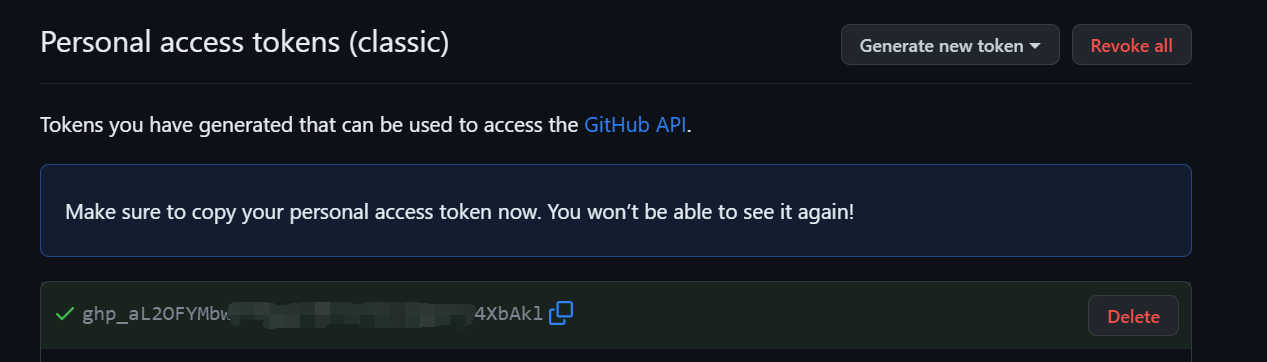 Personal access tokens (classic)
Generate new token
Revoke all
Tokens you have generated that can be used to access the GitHub API.
Make sure to copy your personal access token now. You won’t be able to see it again!
ghp_aL2OFYMbw 4XbAkl
Delete